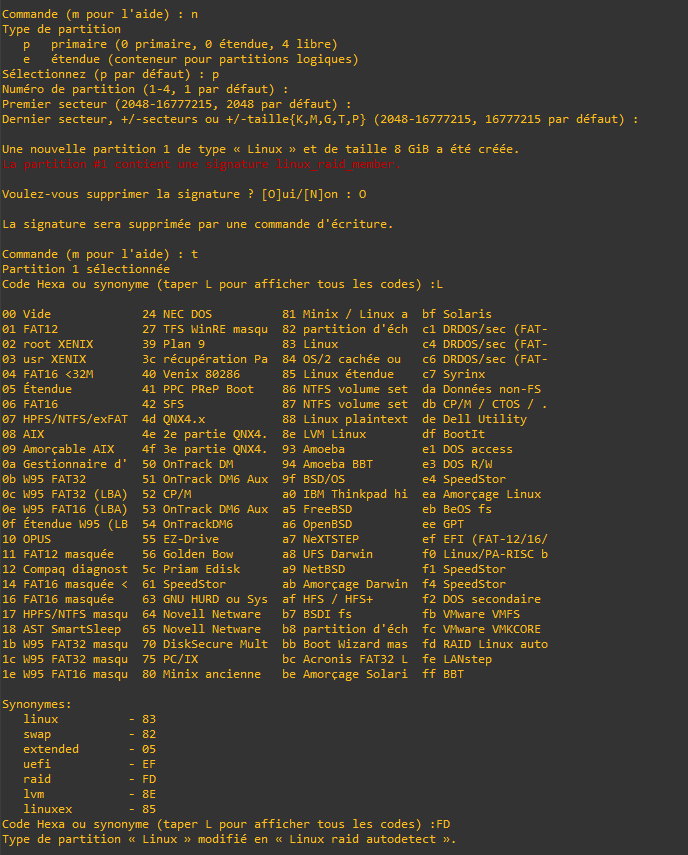 Commande (m pour l'aide) : n
Type de partition
   p   primaire (0 primaire, 0 étendue, 4 libre)
   e   étendue (conteneur pour partitions logiques)
Sélectionnez (p par défaut) : p
Numéro de partition (1-4, 1 par défaut) :
Premier secteur (2048-16777215, 2048 par défaut) :
Dernier secteur, +/-secteurs ou +/-taille{K,M,G,T,P} (2048-16777215, 16777215 par défaut) :
Une nouvelle partition 1 de type « Linux » et de taille 8 GiB a été créée.
La partition #1 contient une signature linux_raid_member.
Voulez-vous supprimer la signature ? [O]ui/[N]on : O
La signature sera supprimée par une commande d'écriture.
Commande (m pour l'aide) : t
Partition 1 sélectionnée
Code Hexa ou synonyme (taper L pour afficher tous les codes) :L
00 Vide            24 NEC DOS         81 Minix / Linux a  bf Solaris
01 FAT12           27 TFS WinRE masqu 82 partition d'éch  c1 DRDOS/sec (FAT-
02 root XENIX      39 Plan 9          83 Linux            c4 DRDOS/sec (FAT-
03 usr XENIX       3c récupération Pa 84 OS/2 cachée ou   c6 DRDOS/sec (FAT-
04 FAT16 <32M      40 Venix 80286     85 Linux étendue    c7 Syrinx
05 Étendue         41 PPC PReP Boot   86 NTFS volume set  da Données non-FS
06 FAT16           42 SFS             87 NTFS volume set  db CP/M / CTOS / .
07 HPFS/NTFS/exFAT 4d QNX4.x          88 Linux plaintext  de Dell Utility
08 AIX             4e 2e partie QNX4. 8e LVM Linux        df BootIt
09 Amorçable AIX   4f 3e partie QNX4. 93 Amoeba           e1 DOS access
0a Gestionnaire d' 50 OnTrack DM      94 Amoeba BBT       e3 DOS R/W
0b W95 FAT32       51 OnTrack DM6 Aux 9f BSD/OS           e4 SpeedStor
0c W95 FAT32 (LBA) 52 CP/M            a0 IBM Thinkpad hi  ea Amorçage Linux
0e W95 FAT16 (LBA) 53 OnTrack DM6 Aux a5 FreeBSD          eb BeOS fs
0f Étendue W95 (LB 54 OnTrackDM6      a6 OpenBSD          ee GPT
10 OPUS            55 EZ-Drive        a7 NeXTSTEP         ef EFI (FAT-12/16/
11 FAT12 masquée   56 Golden Bow      a8 UFS Darwin       f0 Linux/PA-RISC b
12 Compaq diagnost 5c Priam Edisk     a9 NetBSD           f1 SpeedStor
14 FAT16 masquée < 61 SpeedStor       ab Amorçage Darwin  f4 SpeedStor
16 FAT16 masquée   63 GNU HURD ou Sys af HFS / HFS+       f2 DOS secondaire
17 HPFS/NTFS masqu 64 Novell Netware  b7 BSDI fs          fb VMware VMFS
18 AST SmartSleep  65 Novell Netware  b8 partition d'éch  fc VMware VMKCORE
1b W95 FAT32 masqu 70 DiskSecure Mult bb Boot Wizard mas  fd RAID Linux auto
1c W95 FAT32 masqu 75 PC/IX           bc Acronis FAT32 L  fe LANstep
1e W95 FAT16 masqu 80 Minix ancienne  be Amorçage Solari  ff BBT
Synonymes:
   linux          - 83
   swap           - 82
   extended       - 05
   uefi           - EF
   raid           - FD
   lvm            - 8E
   linuxex        - 85
Code Hexa ou synonyme (taper L pour afficher tous les codes) :FD
Type de partition « Linux » modifié en « Linux raid autodetect ».